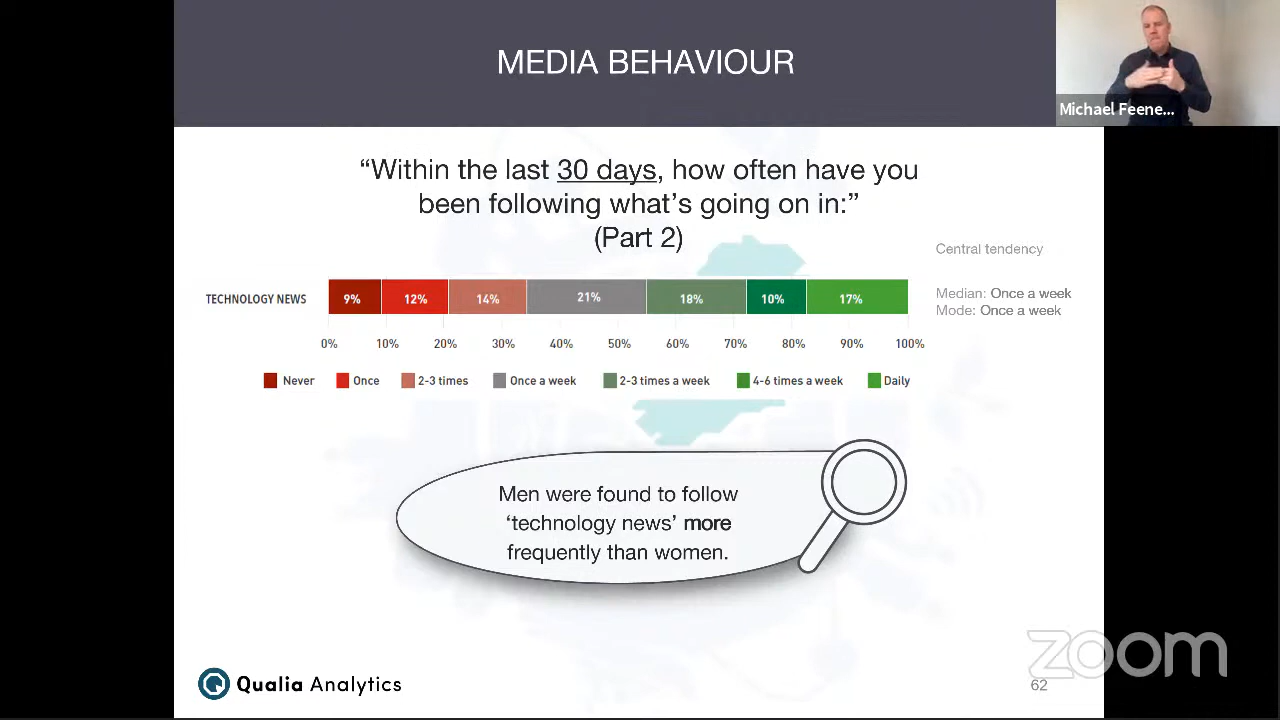 MEDIA BEHAVIOUR
Michael Feene...
“Within the last 30 days, how often have you
been following what’s going on in:”
(Part 2)
Central tendency
TECHNOLOGY NEWS 9% 12% 14% 21% 18% 10% 17%
Median: Once a week
Mode: Once a week
0% 10% 20% 30% 40% 50% 60% 70% 80% 90% 100%
Never Once 2-3 times Once a week 2-3 times a week 4-6 times a week Daily
Men were found to follow
‘technology news’ more
frequently than women.
zoom
Qualia Analytics
62